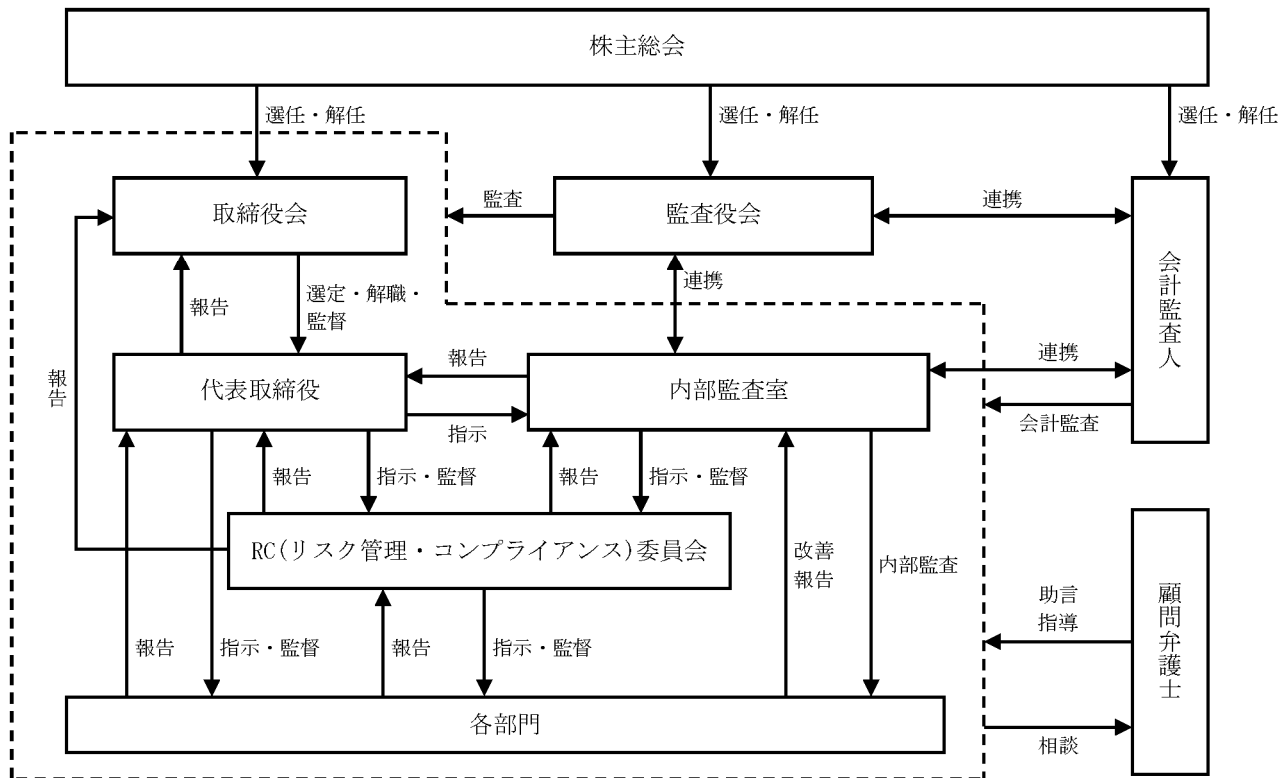 株主総会
選任・解任
選任・解任
選任・解任
取締役会
監査
監査役会
連携
会計監査人
報告
選定・解職・
監督
連携
報告
代表取締役
報告
指示
内部監査室
連携
会計監査
報告
指示・監督
報告
指示・監督
RC(リスク管理・コンプライアンス)委員会
改善
報告
内部監査
助言
指導
顧問弁護士
報告
指示・監督
報告
指示・監督
各部門
相談